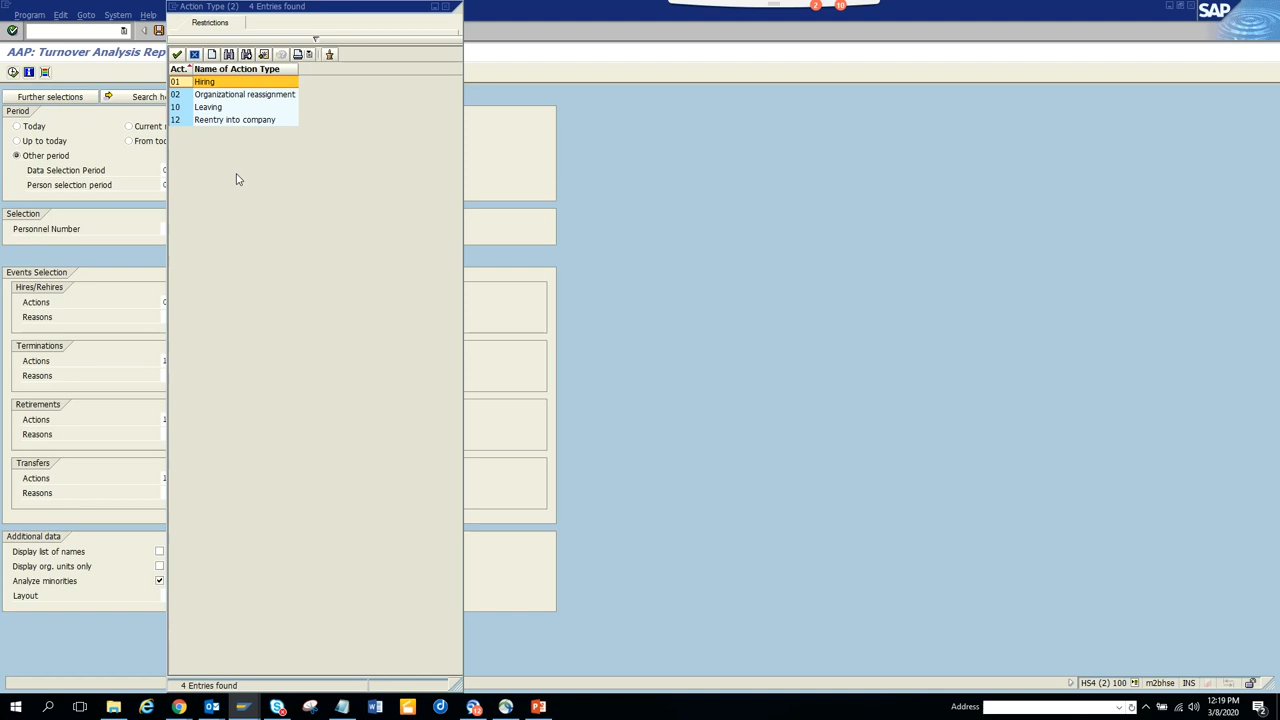 Program Edit Goto System Help
Action Type (2) 4 Entries found
2
10
SAP
Restrictions
AAP: Turnover Analysis Rep
Act. Name of Action Type
01 Hiring
02 Organizational reassignment
10 Leaving
12 Reentry into company
Further selections
Search he
Period
Today
Current
Up to today
From toc
Other period
Data Selection Period
Person selection period
Selection
Personnel Number
Events Selection
Hires/Rehires
Actions
Reasons
Terminations
Actions
Reasons
Retirements
Actions
Reasons
Transfers
Actions
Reasons
Additional data
Display list of names
Display org. units only
Analyze minorities
Layout
4 Entries found
HS4 (2) 100
m2bhse
INS
Address
12:19 PM
3/8/2020